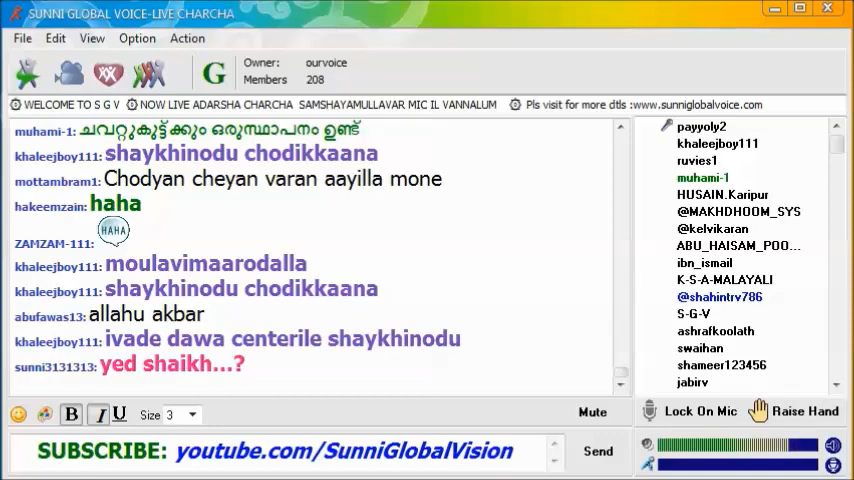 SUNNI GLOBAL VOICE-LIVE CHARCHA
File Edit View Option Action
G
Owner: ourvoice
Members 208
WELCOME TO S G V NOW LIVE ADARSHA CHARCHA SAMSHAYAMULLAVAR MIC IL VANNALUM Pls visit for more dtls :www.sunniglobalvoice.com
muhami-1: ചവറ്റുകുട്ട്ക്കും ഒരുസ്ഥാപനം ഉണ്ട്
khaleejboy111: shaykhinodu chodikkaana
mottambram1: Chodyan cheyan varan aayilla mone
hakeemzain: haha
HAHA
ZAMZAM-111:
khaleejboy111: moulavimaarodalla
khaleejboy111: shaykhinodu chodikkaana
abufawas13: allahu akbar
khaleejboy111: ivade dawa centerile shaykhinodu
sunni3131313: yed shaikh...?
payyoly2
khaleejboy111
ruvies1
muhami-1
HUSAIN.Karipur
@MAKHDHOOM_SYS
@kelvikaran
ABU_HAISAM_POO...
ibn_ismail
K-S-A-MALAYALI
@shahintrv786
S-G-V
ashrafkoolath
swaihan
shameer123456
jabirv
B I U Size 3 Mute
Lock On Mic Raise Hand
SUBSCRIBE: youtube.com/SunniGlobalVision
Send